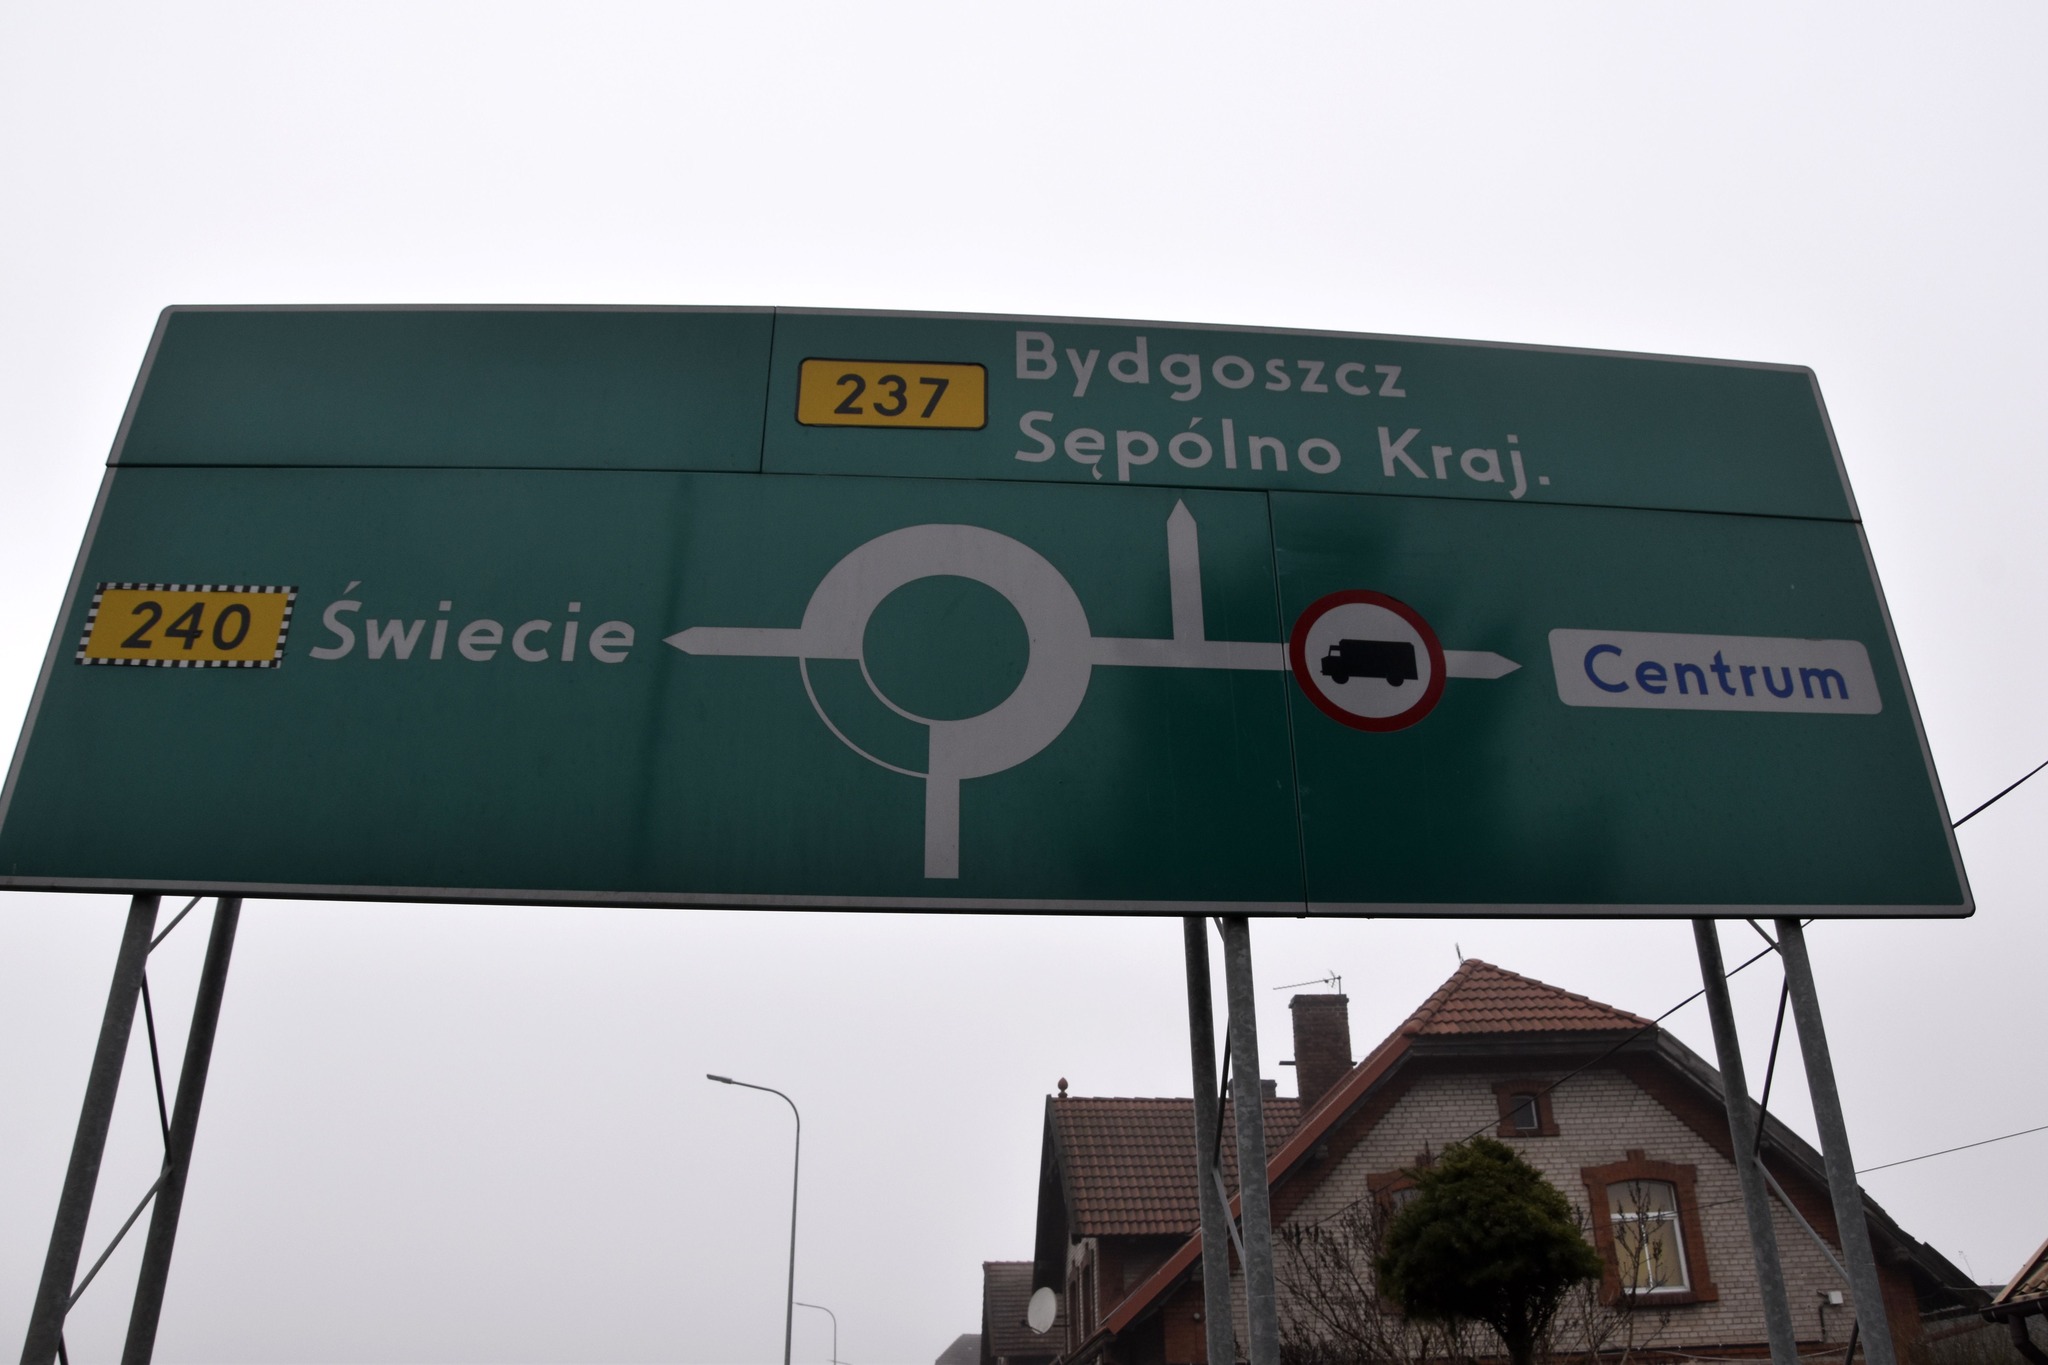 237 Bydgoszcz
Sępólno Kraj.
240 Świecie
Centrum